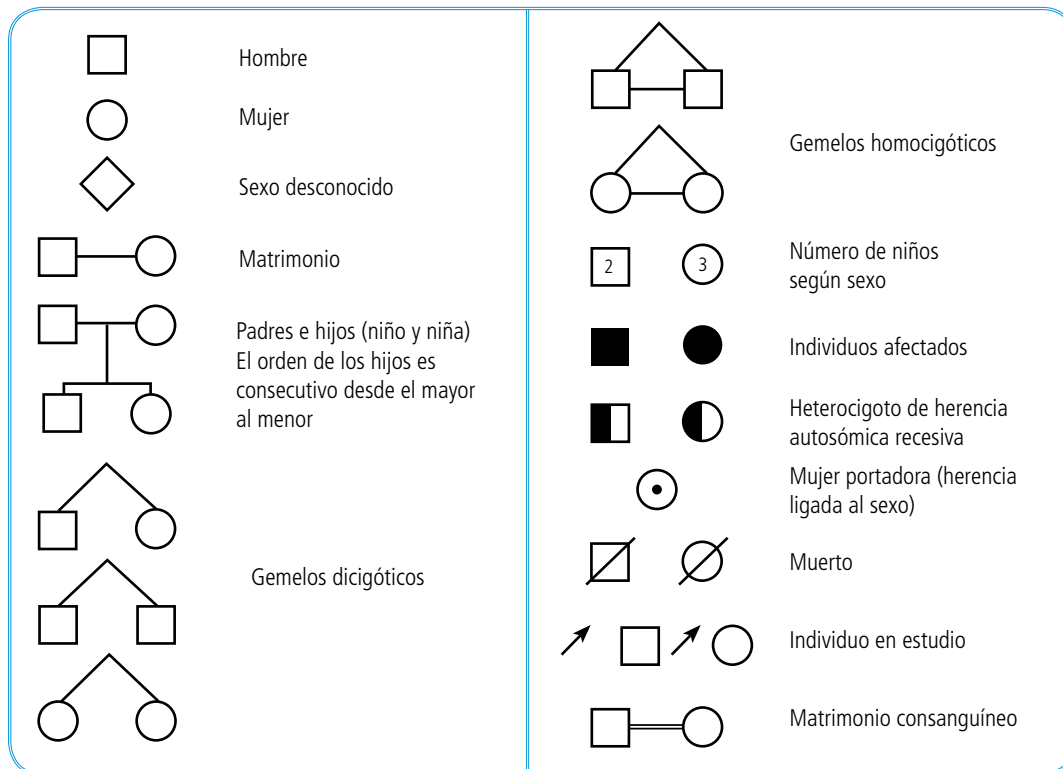 Hombre
Mujer
Sexo desconocido
Matrimonio
Padres e hijos (niño y niña)
El orden de los hijos es
consecutivo desde el mayor
al menor
Gemelos dicigóticos
Gemelos homocigóticos
2 3
Número de niños
según sexo
Individuos afectados
Heterocigoto de herencia
autosómica recesiva
Mujer portadora (herencia
ligada al sexo)
Muerto
Individuo en estudio
Matrimonio consanguíneo